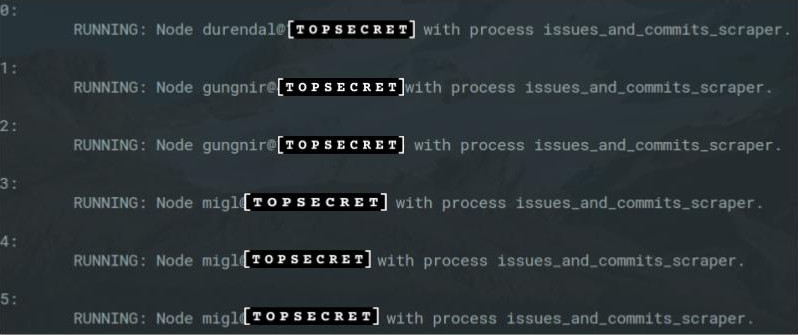 0:
RUNNING: Node durendal@[TOPSECRET] with process issues_and_commits_scraper.
1:
RUNNING: Node gungnir@[TOPSECRET]with process issues_and_commits_scraper.
2:
RUNNING: Node gungnir@[TOPSECRET] with process issues_and_commits_scraper.
3:
RUNNING: Node migl@[TOPSECRET] with process issues_and_commits_scraper.
4:
RUNNING: Node migl@[TOPSECRET] with process issues_and_commits_scraper.
5:
RUNNING: Node migl@[TOPSECRET] with process issues_and_commits_scraper.